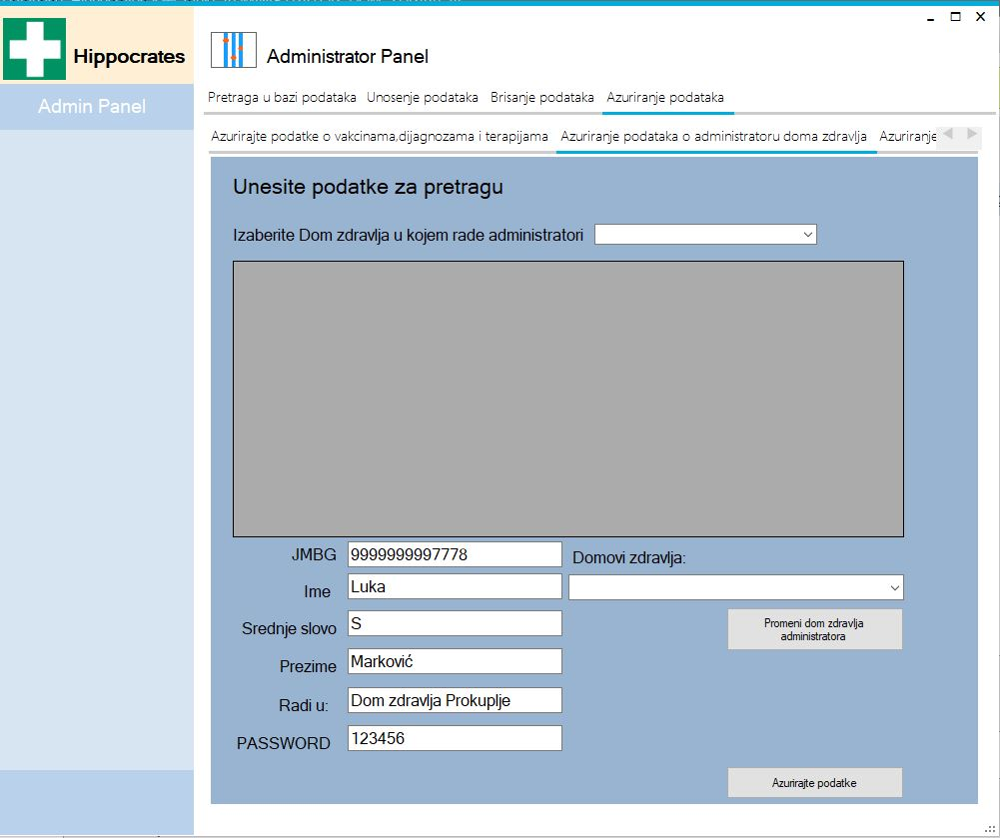 Hippocrates
Administrator Panel
Admin Panel
Pretraga u bazi podataka Unosenje podataka Brisanje podataka Azuriranje podataka
Azurirajte podatke o vakcinama,dijagnozama i terapijama Azuriranje podataka o administratoru doma zdravlja Azuriranje
Unesite podatke za pretragu
Izaberite Dom zdravlja u kojem rade administratori
JMBG 9999999997778 Domovi zdravlja:
Ime Luka
Srednje slovo S
Promeni dom zdravlja
administratora
Prezime Marković
Radi u: Dom zdravlja Prokuplje
PASSWORD 123456
Azurirajte podatke